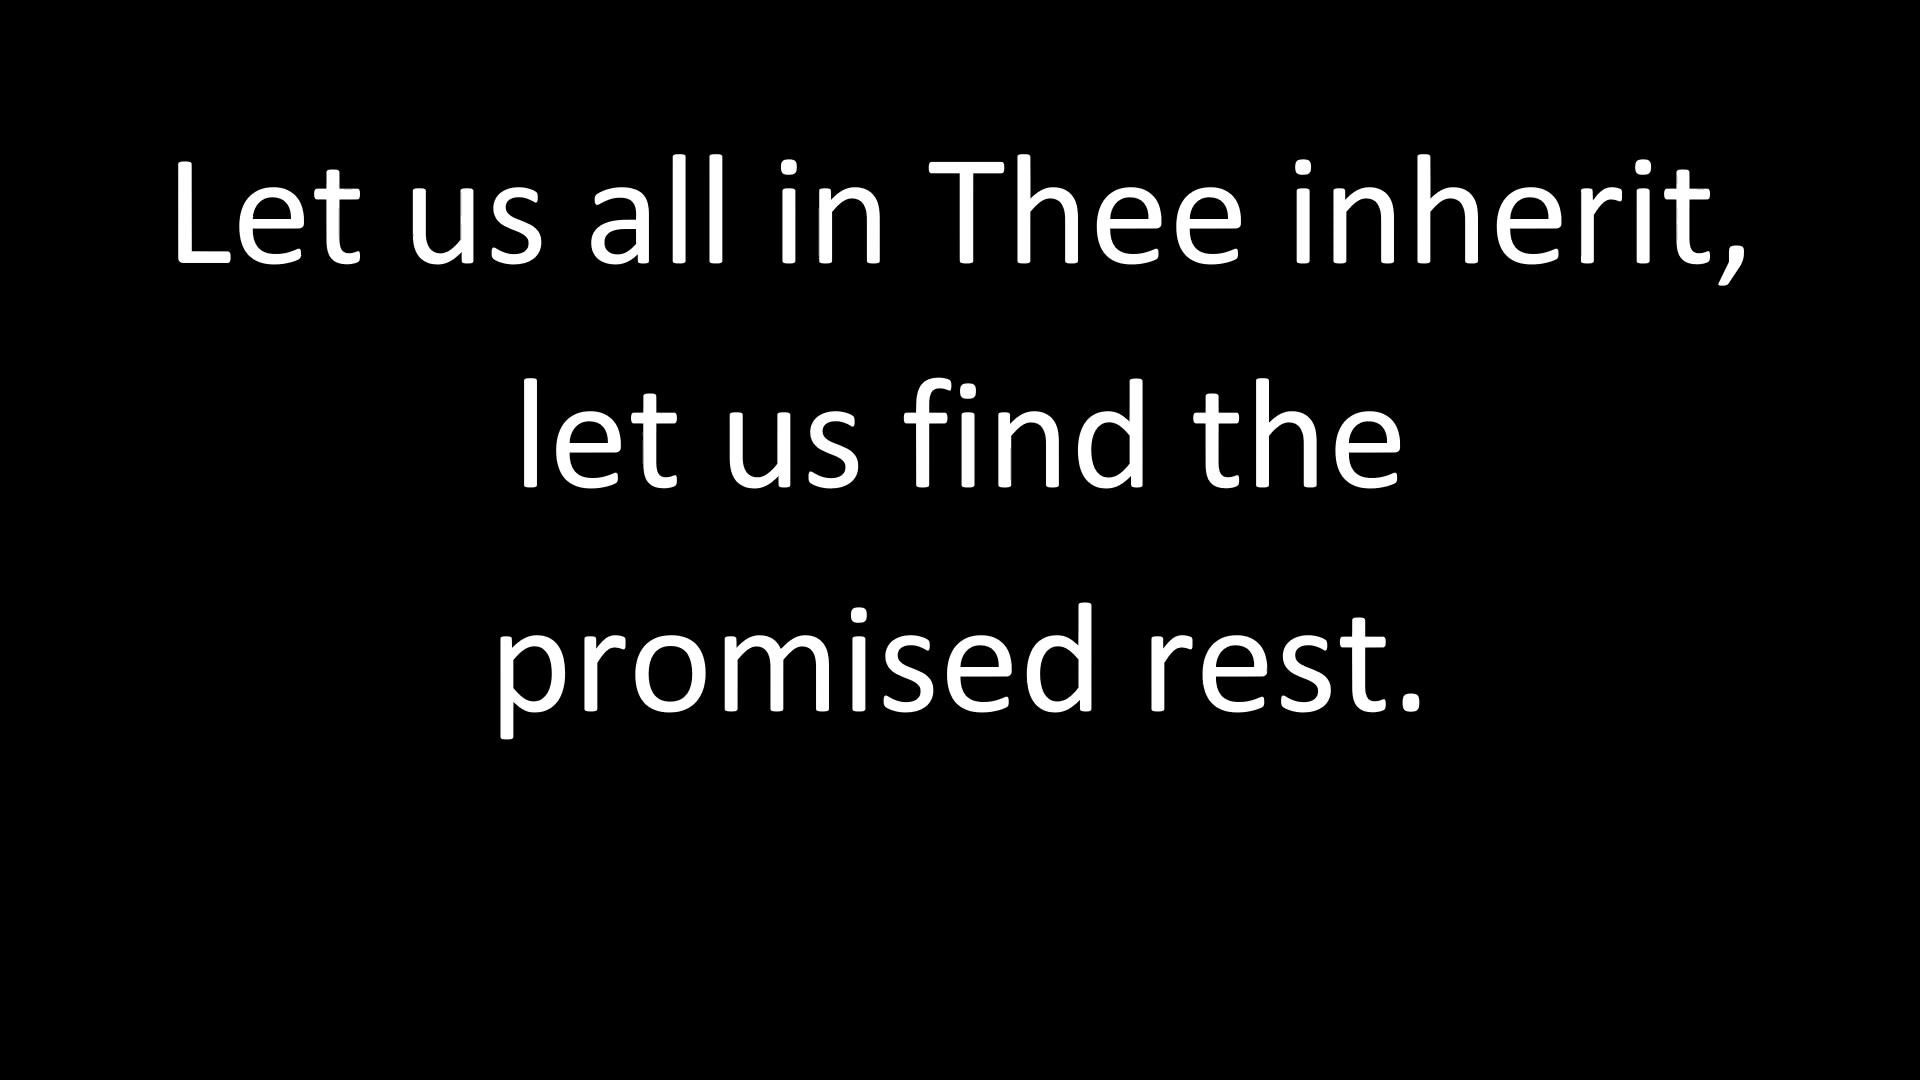 Let us all in Thee inherit,
let us find the
promised rest.